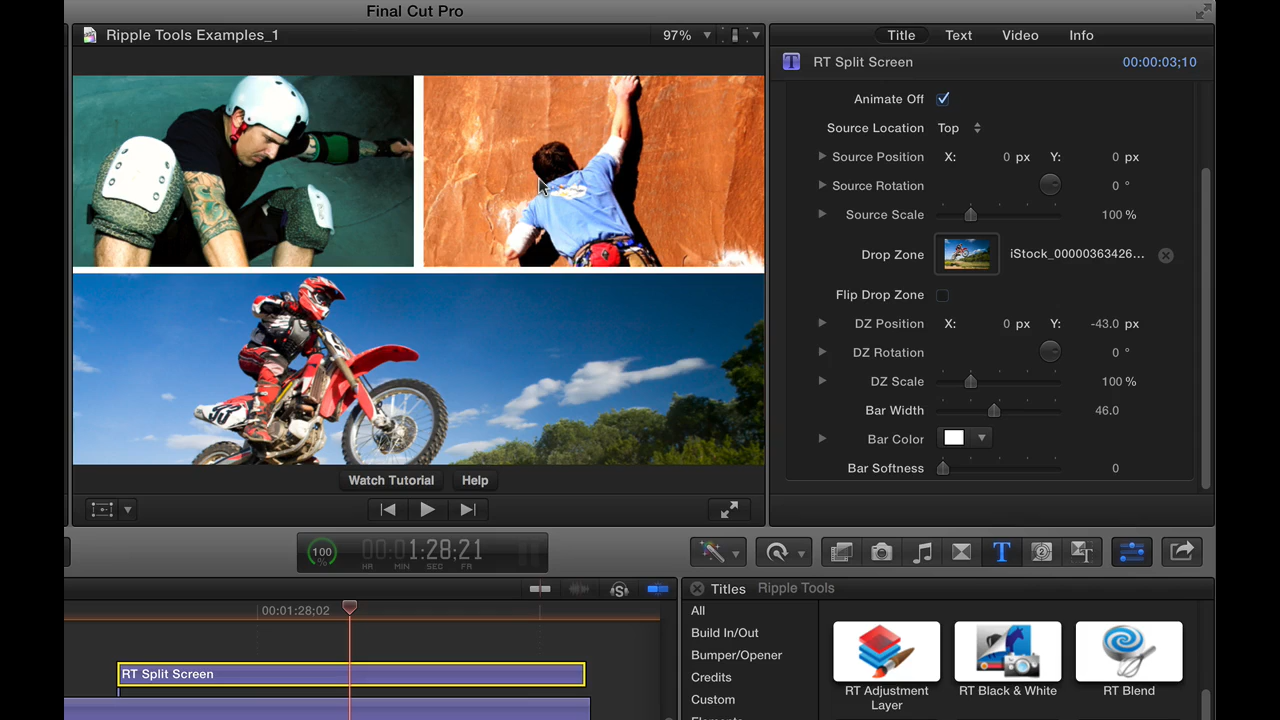 Final Cut Pro
Ripple Tools Examples_1
97%
Title Text Video Info
RT Split Screen 00:00:03;10
Animate Off
Source Location Top
Source Position X: 0 px Y: 0 px
Source Rotation 0 °
Source Scale 100 %
Drop Zone iStock_00000363426...
Flip Drop Zone
DZ Position X: 0 px Y: -43.0 px
DZ Rotation 0 °
DZ Scale 100 %
Bar Width 46.0
Bar Color
Bar Softness 0
Watch Tutorial Help
100 %
00:01:28;21
HR MIN SEC FR
Titles Ripple Tools
00:01:28;02
All
Build In/Out
Bumper/Opener
Credits
Custom
RT Split Screen
RT Adjustment Layer
RT Black & White
RT Blend